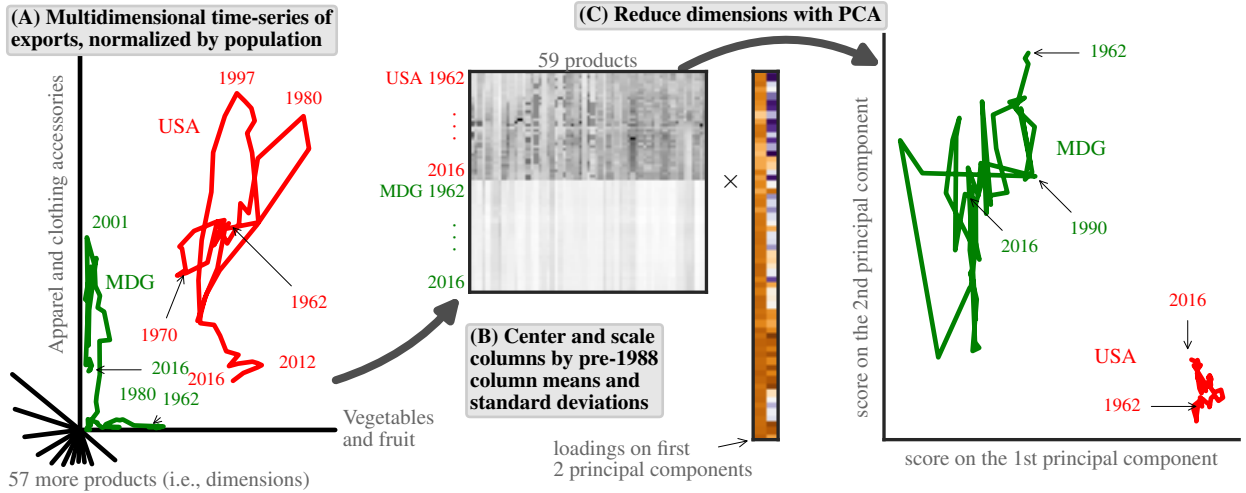 (A) Multidimensional time-series of
exports, normalized by population
Apparel and clothing accessories
1997
1980
USA
2001
MDG
1962
1970
2016
2012
2016
1980
1962
Vegetables
and fruit
57 more products (i.e., dimensions)
59 products
USA 1962
2016
MDG 1962
2016
×
(B) Center and scale
columns by pre-1988
column means and
standard deviations
loadings on first
2 principal components
(C) Reduce dimensions with PCA
score on the 2nd principal component
1962
MDG
1990
2016
2016
USA
1962
score on the 1st principal component